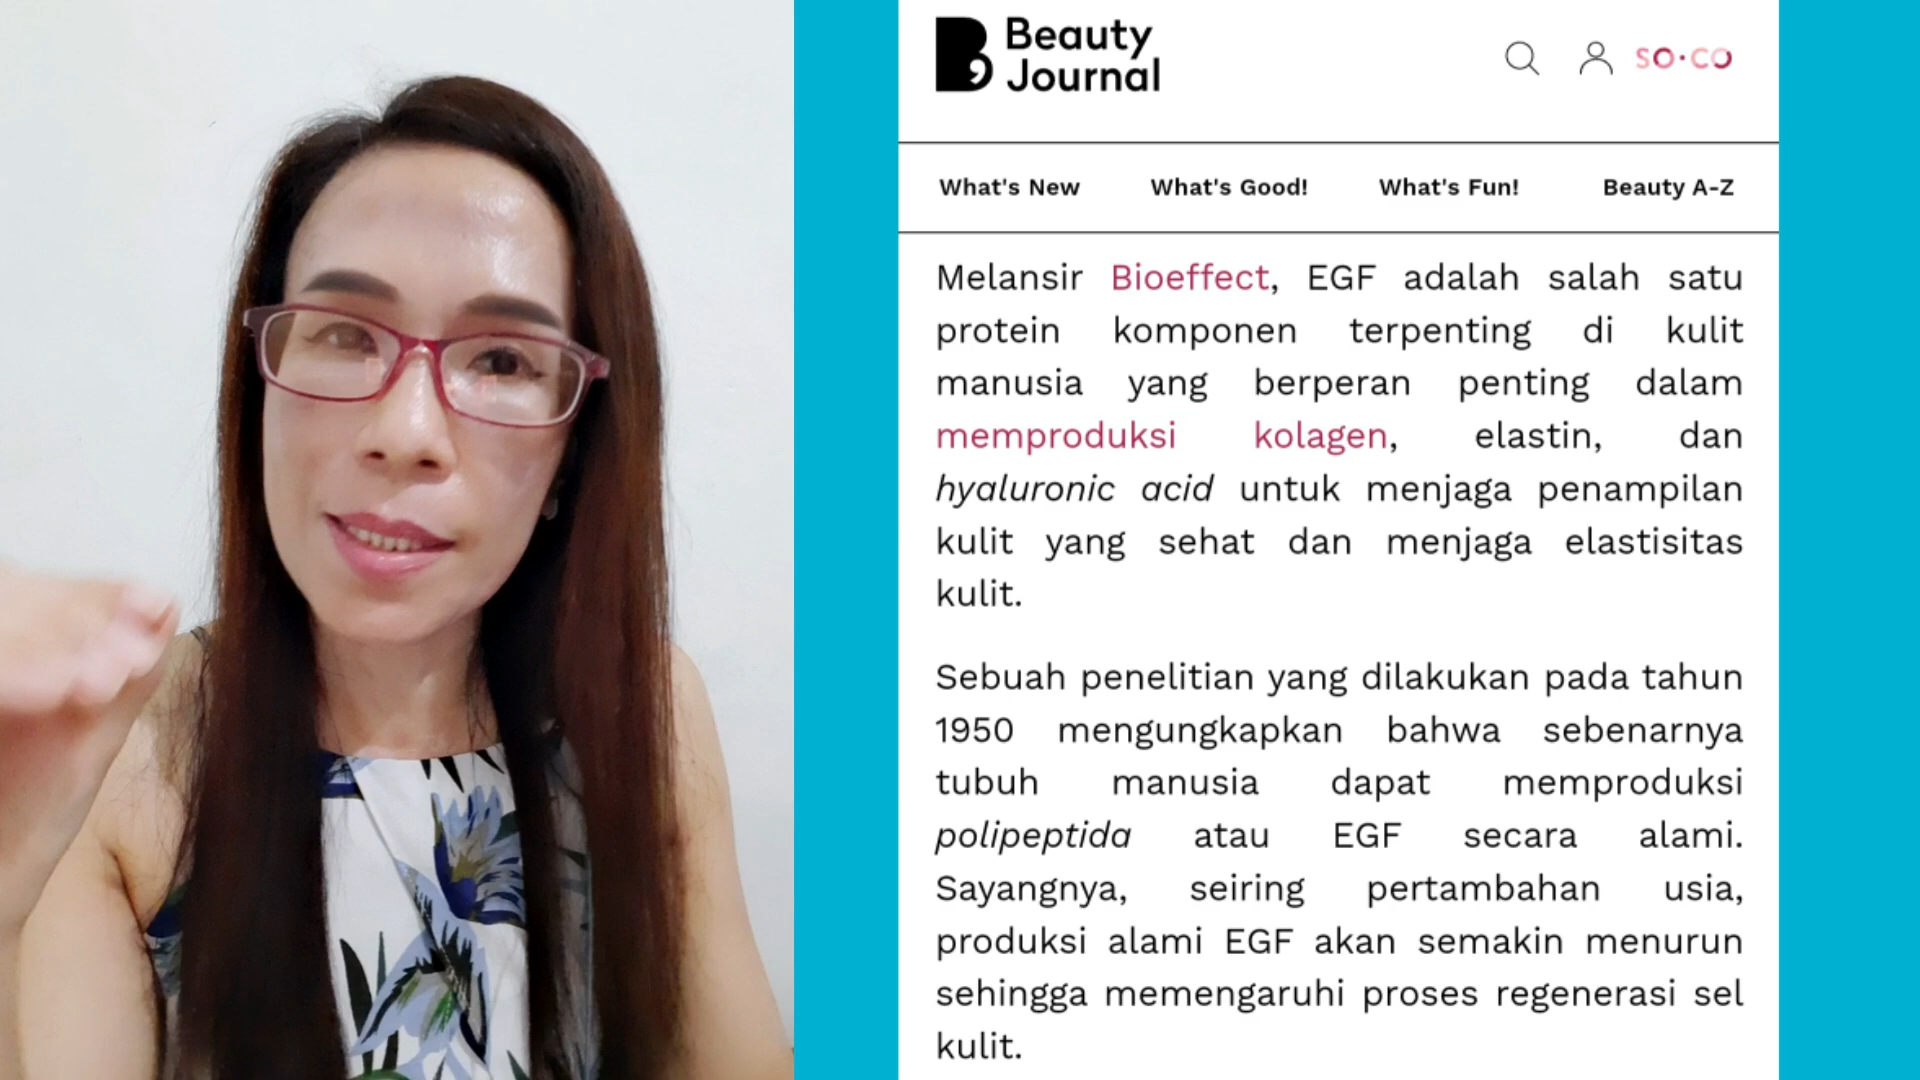 Beauty
Journal
SO·CO
What's New What's Good! What's Fun! Beauty A-Z
Melansir Bioeffect, EGF adalah salah satu
protein komponen terpenting di kulit
manusia yang berperan penting dalam
memproduksi kolagen, elastin, dan
hyaluronic acid untuk menjaga penampilan
kulit yang sehat dan menjaga elastisitas
kulit.
Sebuah penelitian yang dilakukan pada tahun
1950 mengungkapkan bahwa sebenarnya
tubuh manusia dapat memproduksi
polipeptida atau EGF secara alami.
Sayangnya, seiring pertambahan usia,
produksi alami EGF akan semakin menurun
sehingga memengaruhi proses regenerasi sel
kulit.